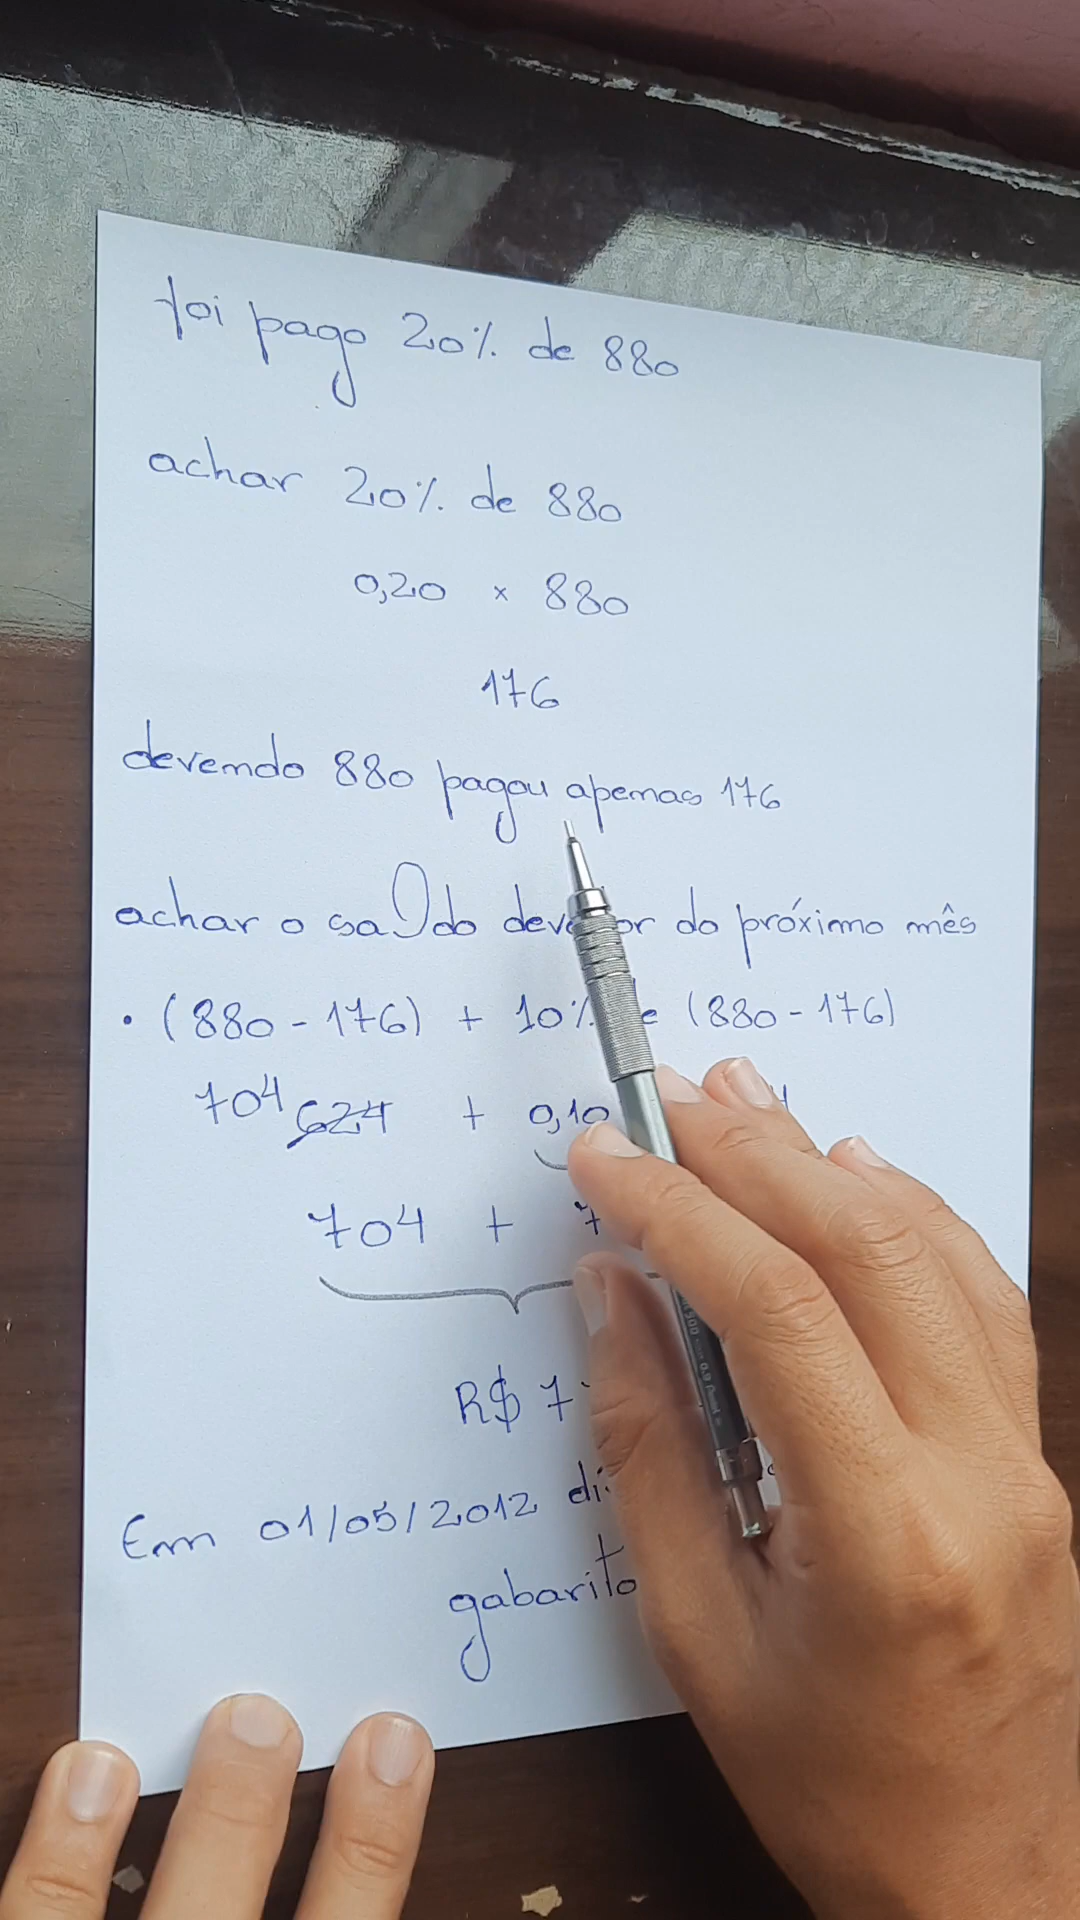 foi pago 20% de 880
achar 20% de 880
0,20 × 880
176
devendo 880 pagou apenas 176
achar o saldo do próximo mês
• (880 - 176) + 10% (880 - 176)
704 624 + 0,10
704 + 7
R$ 7
Em 01/05/2012
gabarito